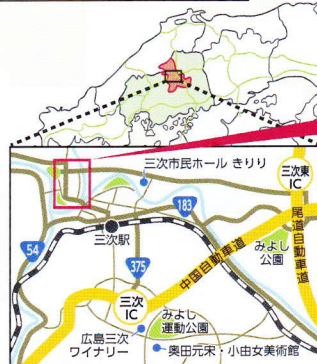 三次市民ホール きりり
三次東
IC
183
尾道自動車道
三次駅
みよし
公園
54
中国自動車道
375
三次
IC
みよし
運動公園
広島三次
ワイナリー
奥田元宋・小由女美術館